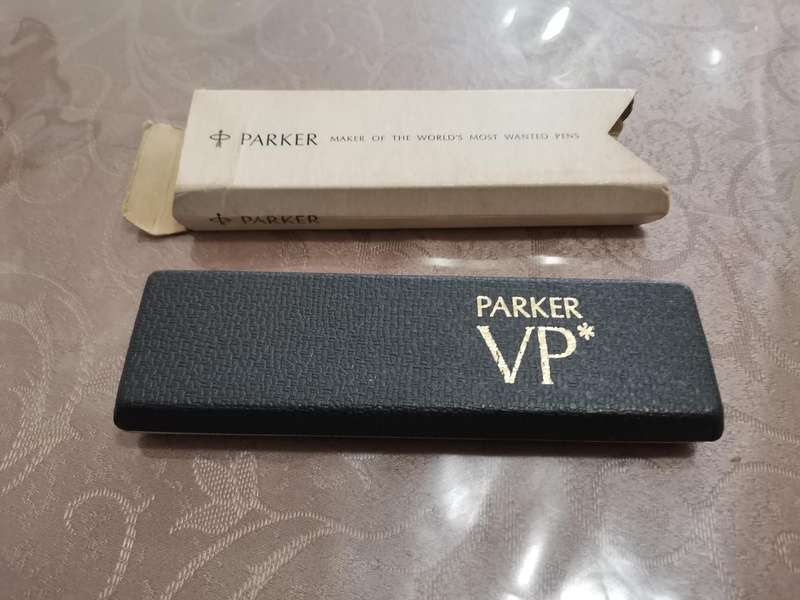 PARKER MAKER OF THE WORLD'S MOST WANTED PENS
PARKER
PARKER
VP*